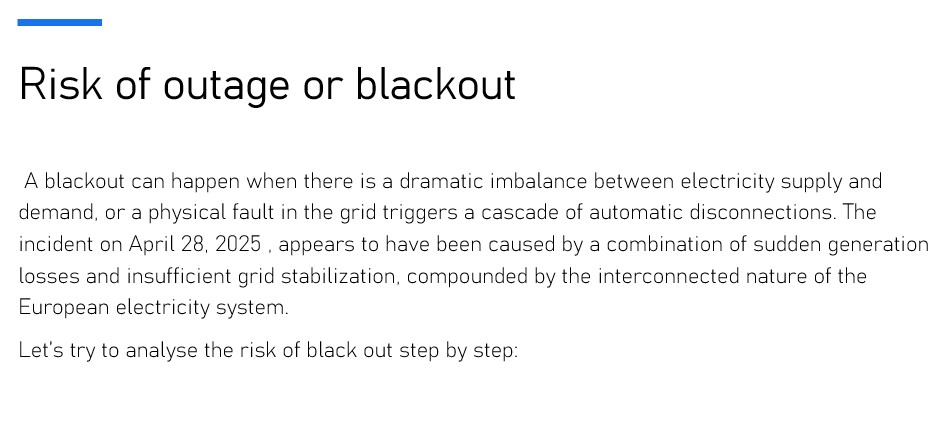 Risk of outage or blackout
A blackout can happen when there is a dramatic imbalance between electricity supply and
demand, or a physical fault in the grid triggers a cascade of automatic disconnections. The
incident on April 28, 2025 , appears to have been caused by a combination of sudden generation
losses and insufficient grid stabilization, compounded by the interconnected nature of the
European electricity system.
Let's try to analyse the risk of black out step by step: